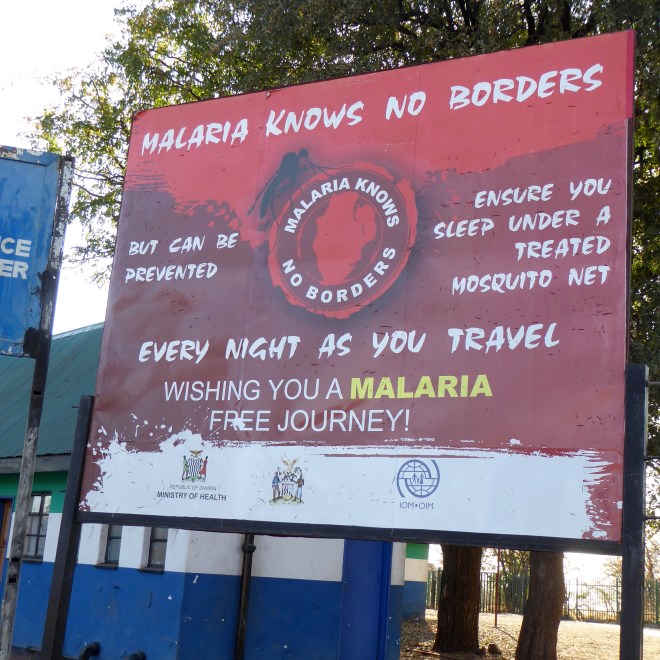 MALARIA KNOWS NO BORDERS
MALARIA KNOWS
NO BORDERS
BUT CAN BE
PREVENTED
ENSURE YOU
SLEEP UNDER A
TREATED
MOSQUITO NET
EVERY NIGHT AS YOU TRAVEL
WISHING YOU A MALARIA
FREE JOURNEY!
REPUBLIC OF ZAMBIA
MINISTRY OF HEALTH
IOM•OIM